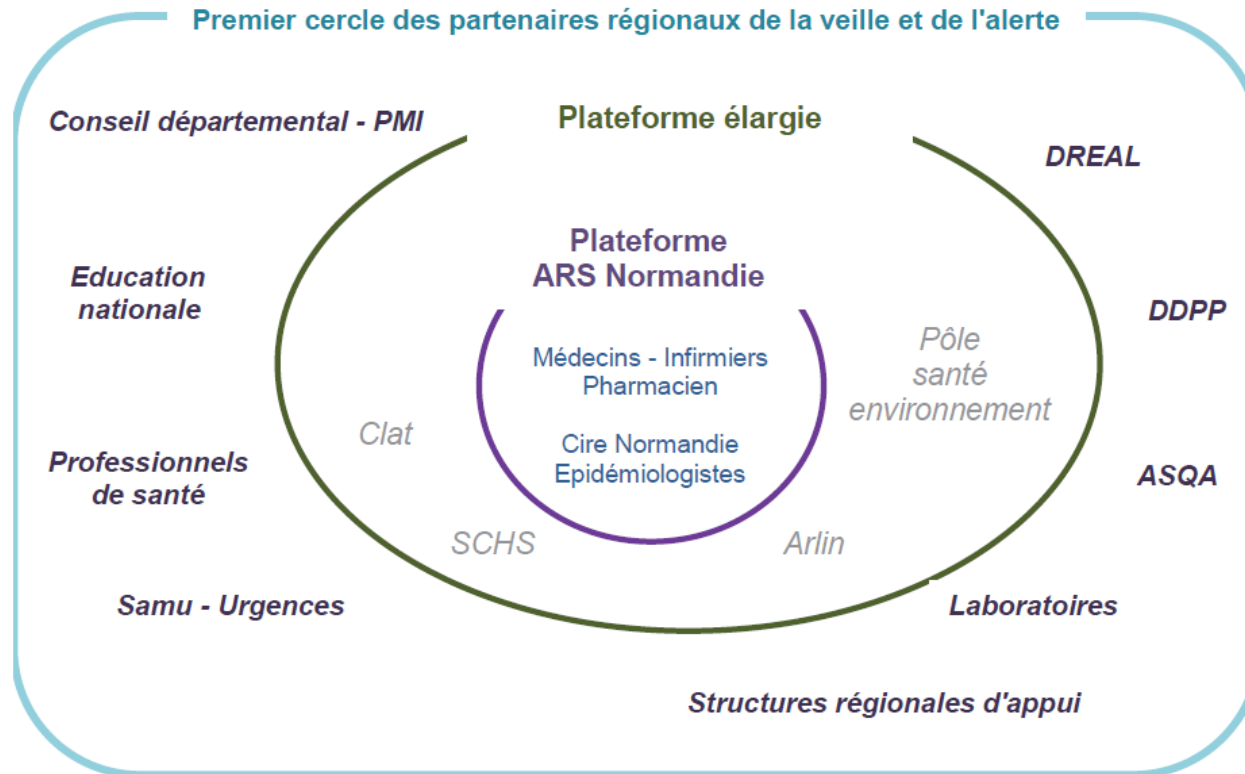 Premier cercle des partenaires régionaux de la veille et de l'alerte
Conseil départemental - PMI
Plateforme élargie
DREAL
Plateforme
ARS Normandie
Education
nationale
DDPP
Médecins - Infirmiers
Pharmacien
Pôle
santé
environnement
Clat
Cire Normandie
Epidémiologistes
Professionnels
de santé
ASQA
SCHS
Arlin
Samu - Urgences
Laboratoires
Structures régionales d'appui